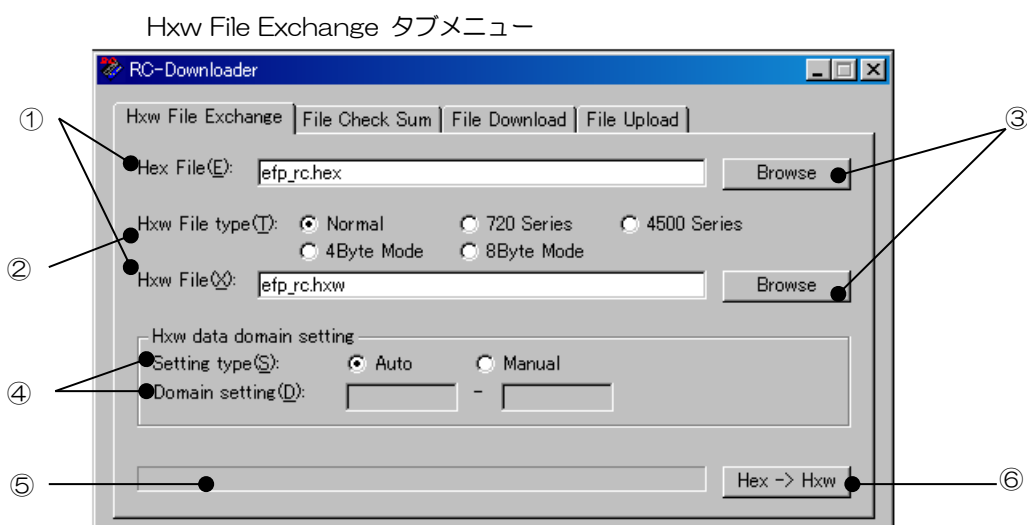 Hxw File Exchange タブメニュー
RC-Downloader
Hxw File Exchange File Check Sum File Download File Upload
① ③
Hex File(E): efp_rc.hex Browse
Hxw File type(T): Normal 720 Series 4500 Series
② 4Byte Mode 8Byte Mode
Hxw File(X): efp_rc.hxw Browse
Hxw data domain setting
Setting type(S): Auto Manual
④ Domain setting(D): -
⑤ Hex -> Hxw ⑥